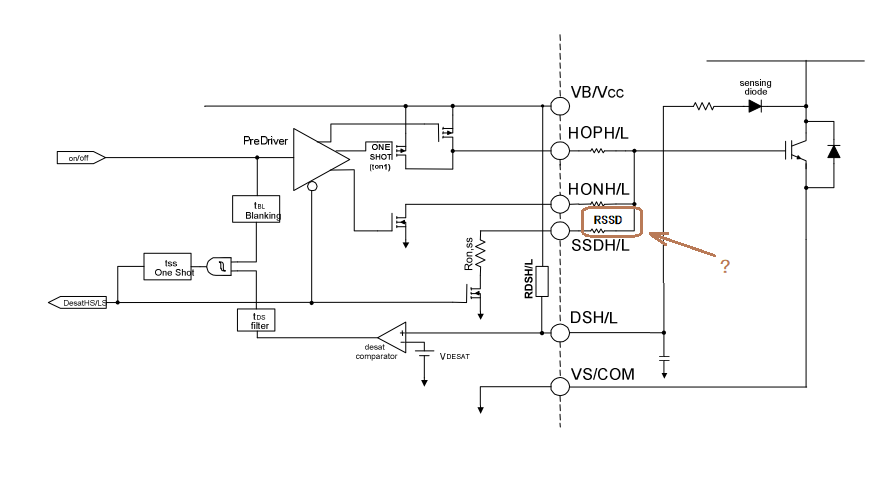 sensing
diode
VB/Vcc
PreDriver
HOPH/L
ONE
SHOT
(ton1)
on/off
HONH/L
tBL
Blanking
RSSD
SSDH/L
Ron,ss
?
tss
One Shot
RDSH/L
DesatHS/LS
tDS
filter
DSH/L
+
desat
comparator
VDESAT
VS/COM